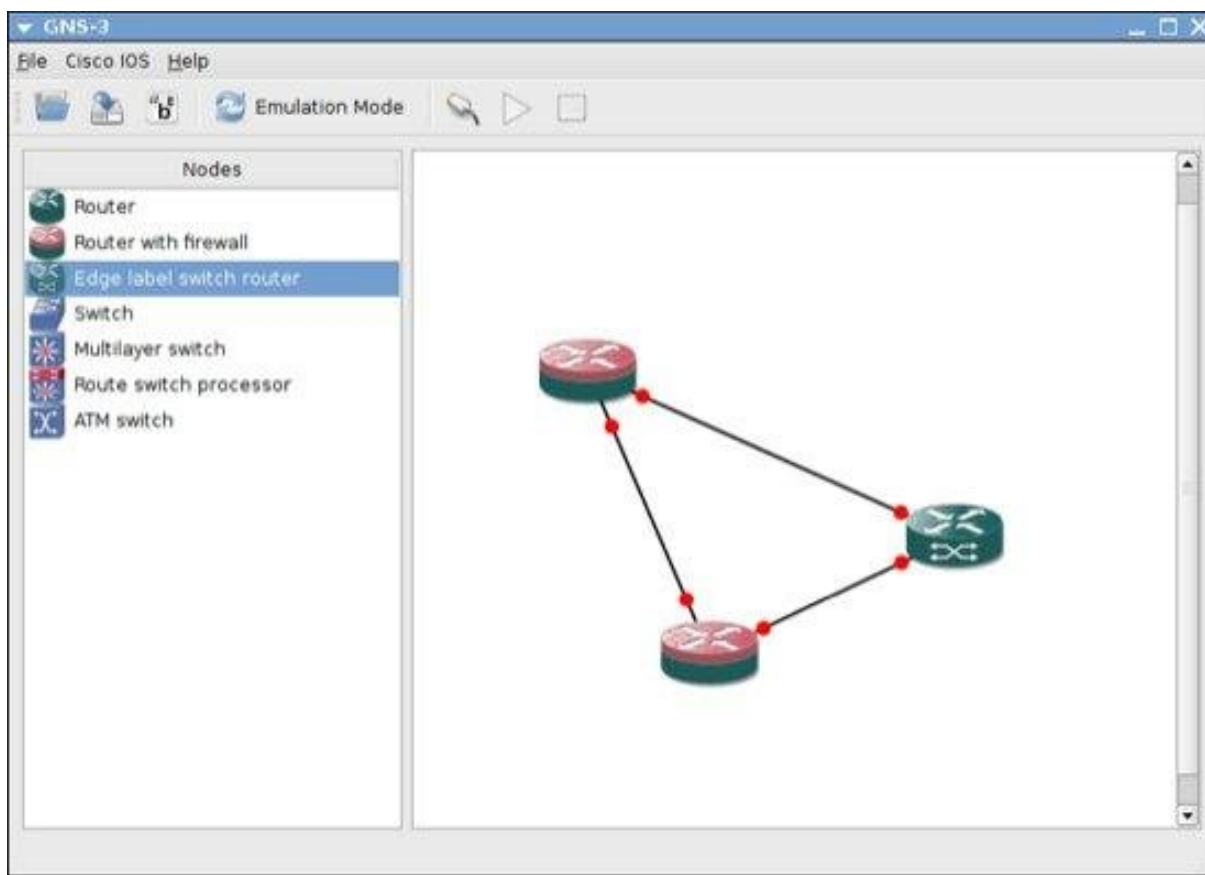 GNS-3
File Cisco IOS Help
Emulation Mode
Nodes
Router
Router with firewall
Edge label switch router
Switch
Multilayer switch
Route switch processor
ATM switch